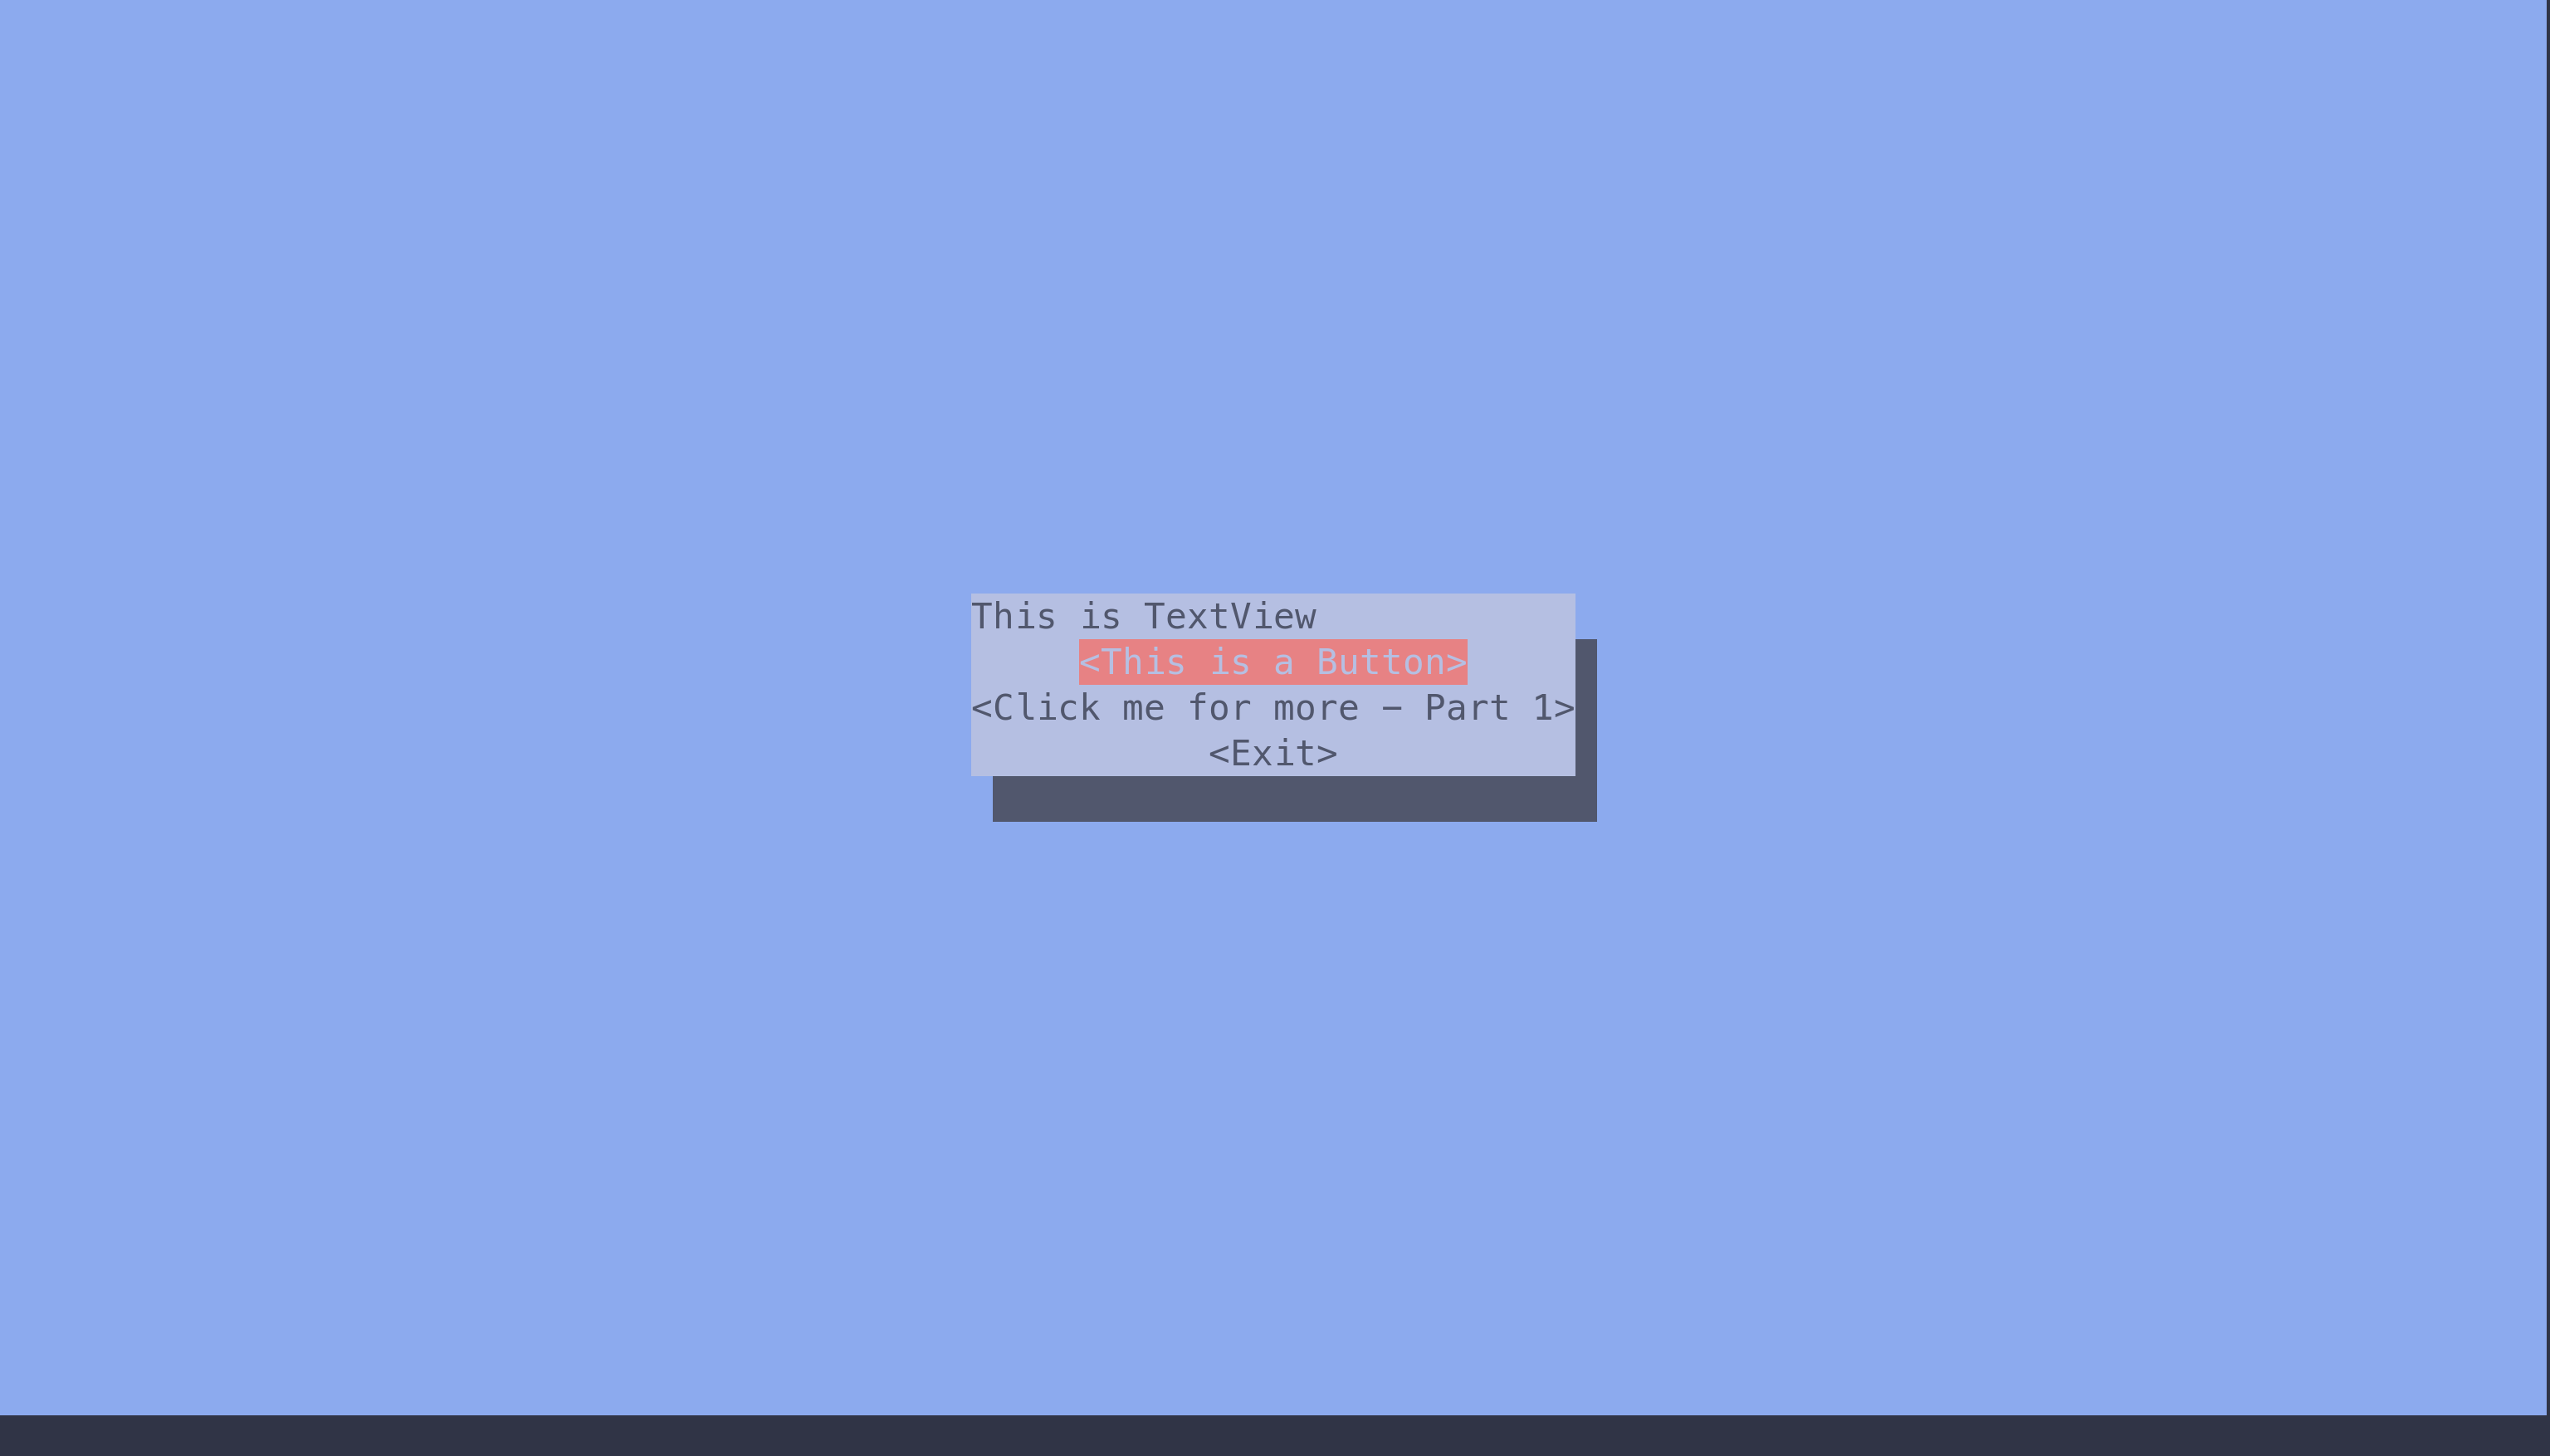 This is TextView
<This is a Button>
<Click me for more - Part 1>
<Exit>